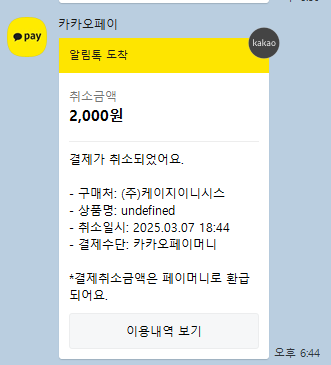 pay
카카오페이
알림톡 도착
kakao
취소금액
2,000원
결제가 취소되었어요.
- 구매처: (주)케이지이니시스
- 상품명: undefined
- 취소일시: 2025.03.07 18:44
- 결제수단: 카카오페이머니
*결제취소금액은 페이머니로 환급
되어요.
이용내역 보기
오후 6:44